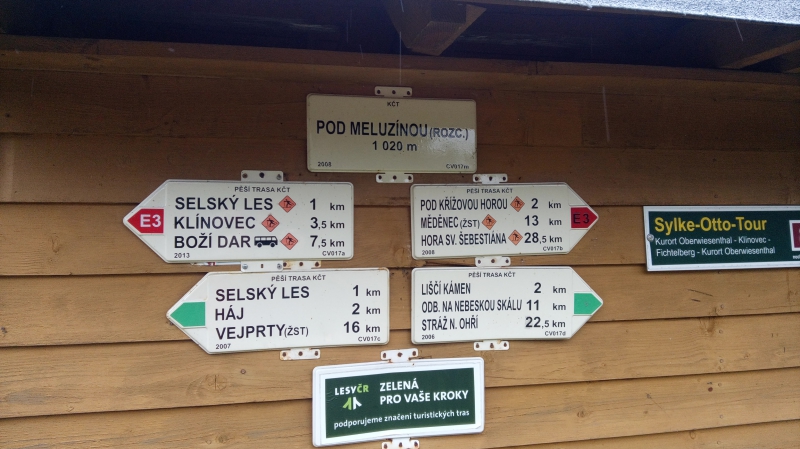 KČT
POD MELUZÍNOU (ROZC.)
1 020 m
2008 CV017m
PĚŠÍ TRASA KČT
E3
SELSKÝ LES 1 km
KLÍNOVEC 3,5 km
BOŽÍ DAR 7,5 km
2013 CV017a
PĚŠÍ TRASA KČT
POD KŘÍŽOVOU HOROU 2 km
MĚDĚNEC (ŽST) 13 km
HORA SV. ŠEBESTIÁNA 28,5 km
E3
2008 CV017b
Sylke-Otto-Tour
Kurort Oberwiesenthal - Klínovec -
Fichtelberg - Kurort Oberwiesenthal
PĚŠÍ TRASA KČT
SELSKÝ LES 1 km
HÁJ 2 km
VEJPRTY (ŽST) 16 km
2007 CV017c
PĚŠÍ TRASA KČT
LIŠČÍ KÁMEN 2 km
ODB. NA NEBESKOU SKÁLU 11 km
STRÁŽ N. OHŘÍ 22,5 km
2006 CV017d
LESY ČR
ZELENÁ
PRO VAŠE KROKY
podporujeme značení turistických tras